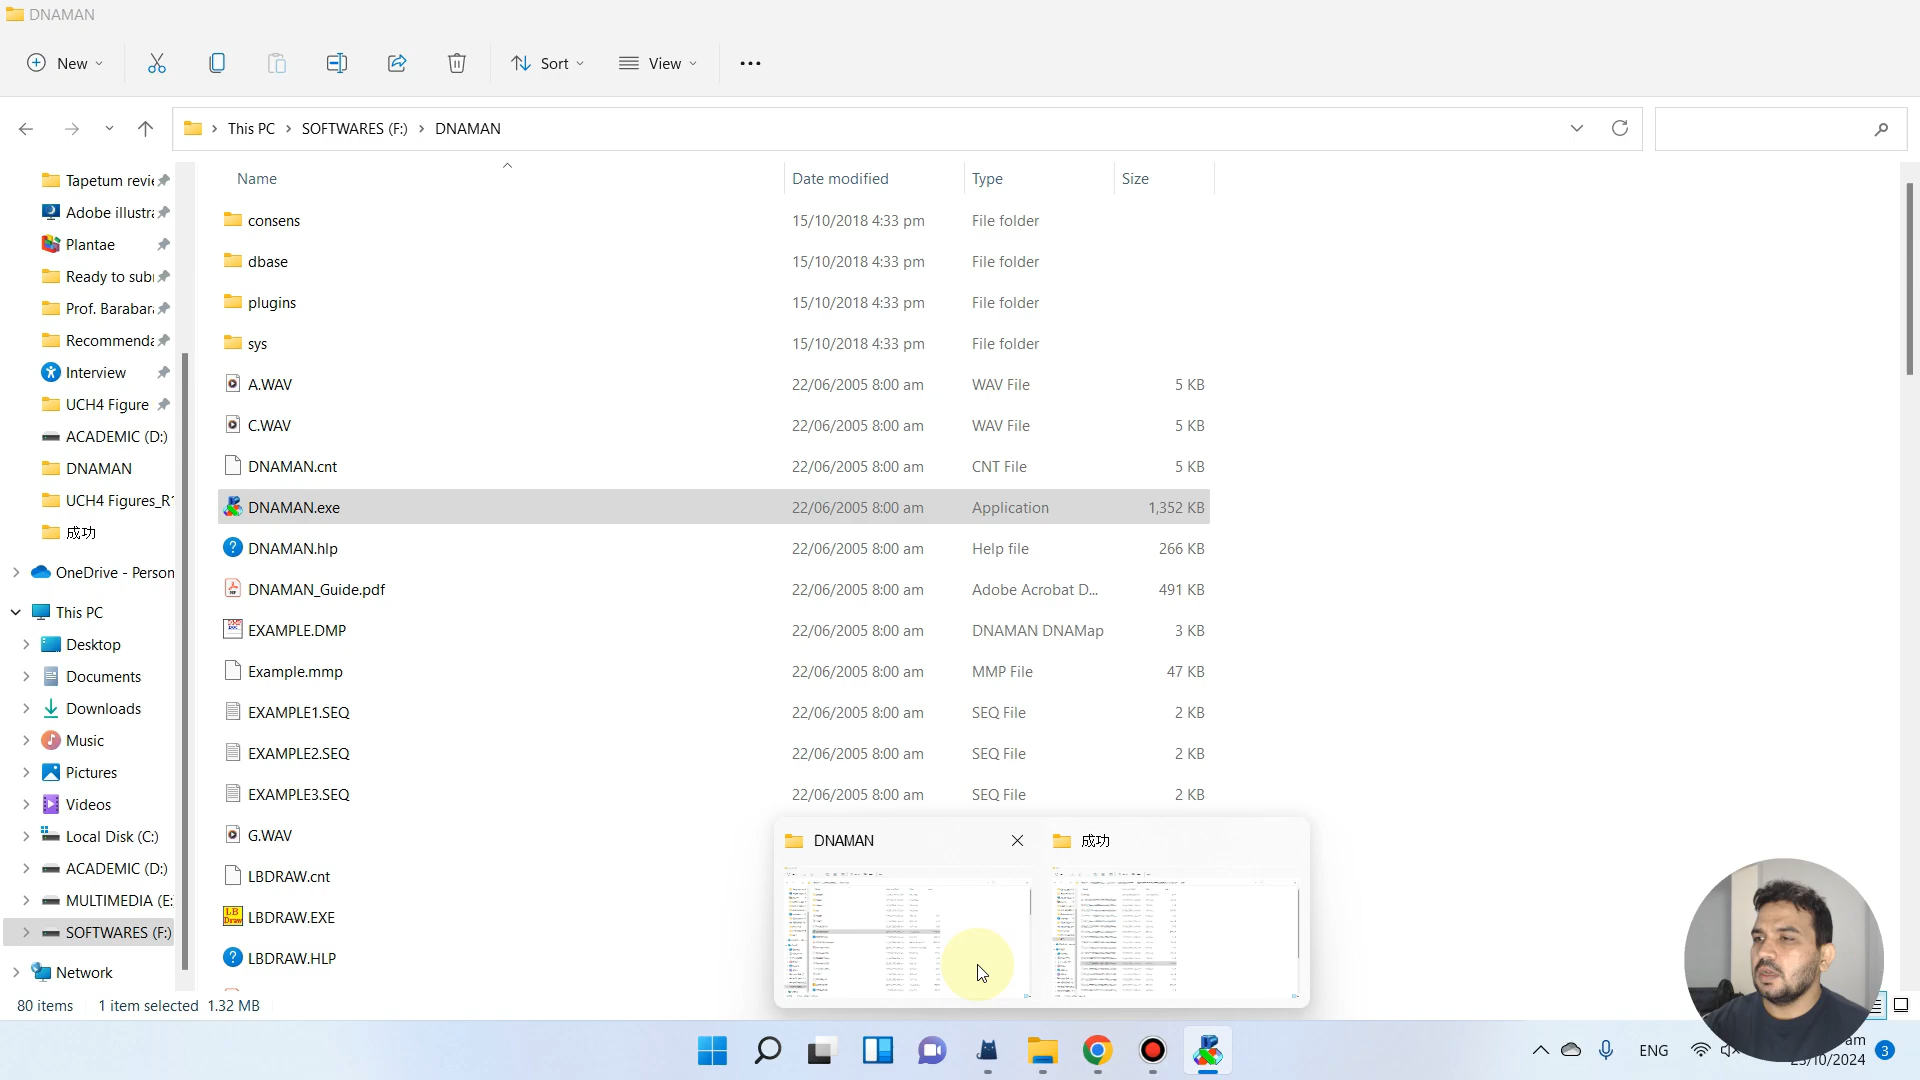 DNAMAN
New
Sort
View
This PC
SOFTWARES (F:)
DNAMAN
Name
Date modified
Type
Size
Tapetum revie
Adobe illustra
Plantae
Ready to subr
Prof. Barabara
Recommenda
Interview
UCH4 Figure
ACADEMIC (D:)
DNAMAN
UCH4 Figures_R1
成功
OneDrive - Person
This PC
Desktop
Documents
Downloads
Music
Pictures
Videos
Local Disk (C:)
ACADEMIC (D:)
MULTIMEDIA (E:
SOFTWARES (F:)
Network
consens 15/10/2018 4:33 pm File folder
dbase 15/10/2018 4:33 pm File folder
plugins 15/10/2018 4:33 pm File folder
sys 15/10/2018 4:33 pm File folder
A.WAV 22/06/2005 8:00 am WAV File 5 KB
C.WAV 22/06/2005 8:00 am WAV File 5 KB
DNAMAN.cnt 22/06/2005 8:00 am CNT File 5 KB
DNAMAN.exe 22/06/2005 8:00 am Application 1,352 KB
DNAMAN.hlp 22/06/2005 8:00 am Help file 266 KB
DNAMAN_Guide.pdf 22/06/2005 8:00 am Adobe Acrobat D... 491 KB
EXAMPLE.DMP 22/06/2005 8:00 am DNAMAN DNAMap 3 KB
Example.mmp 22/06/2005 8:00 am MMP File 47 KB
EXAMPLE1.SEQ 22/06/2005 8:00 am SEQ File 2 KB
EXAMPLE2.SEQ 22/06/2005 8:00 am SEQ File 2 KB
EXAMPLE3.SEQ 22/06/2005 8:00 am SEQ File 2 KB
G.WAV
LBDRAW.cnt
LBDRAW.EXE
LBDRAW.HLP
DNAMAN
成功
80 items 1 item selected 1.32 MB
ENG
am
23/10/2024
3